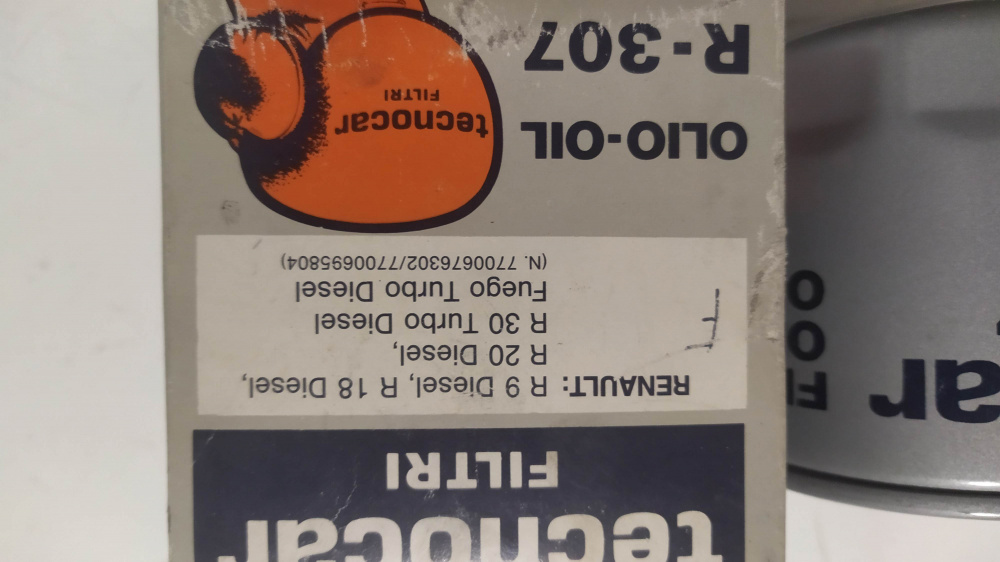 tecnocar
FILTRI
RENAULT: R 9 Diesel, R 18 Diesel,
R 20 Diesel,
R 30 Turbo Diesel
Fuego Turbo Diesel
(N. 7700676302/7700695804)
OLIO-OIL
R-307
tecnocar
FILTRI
car